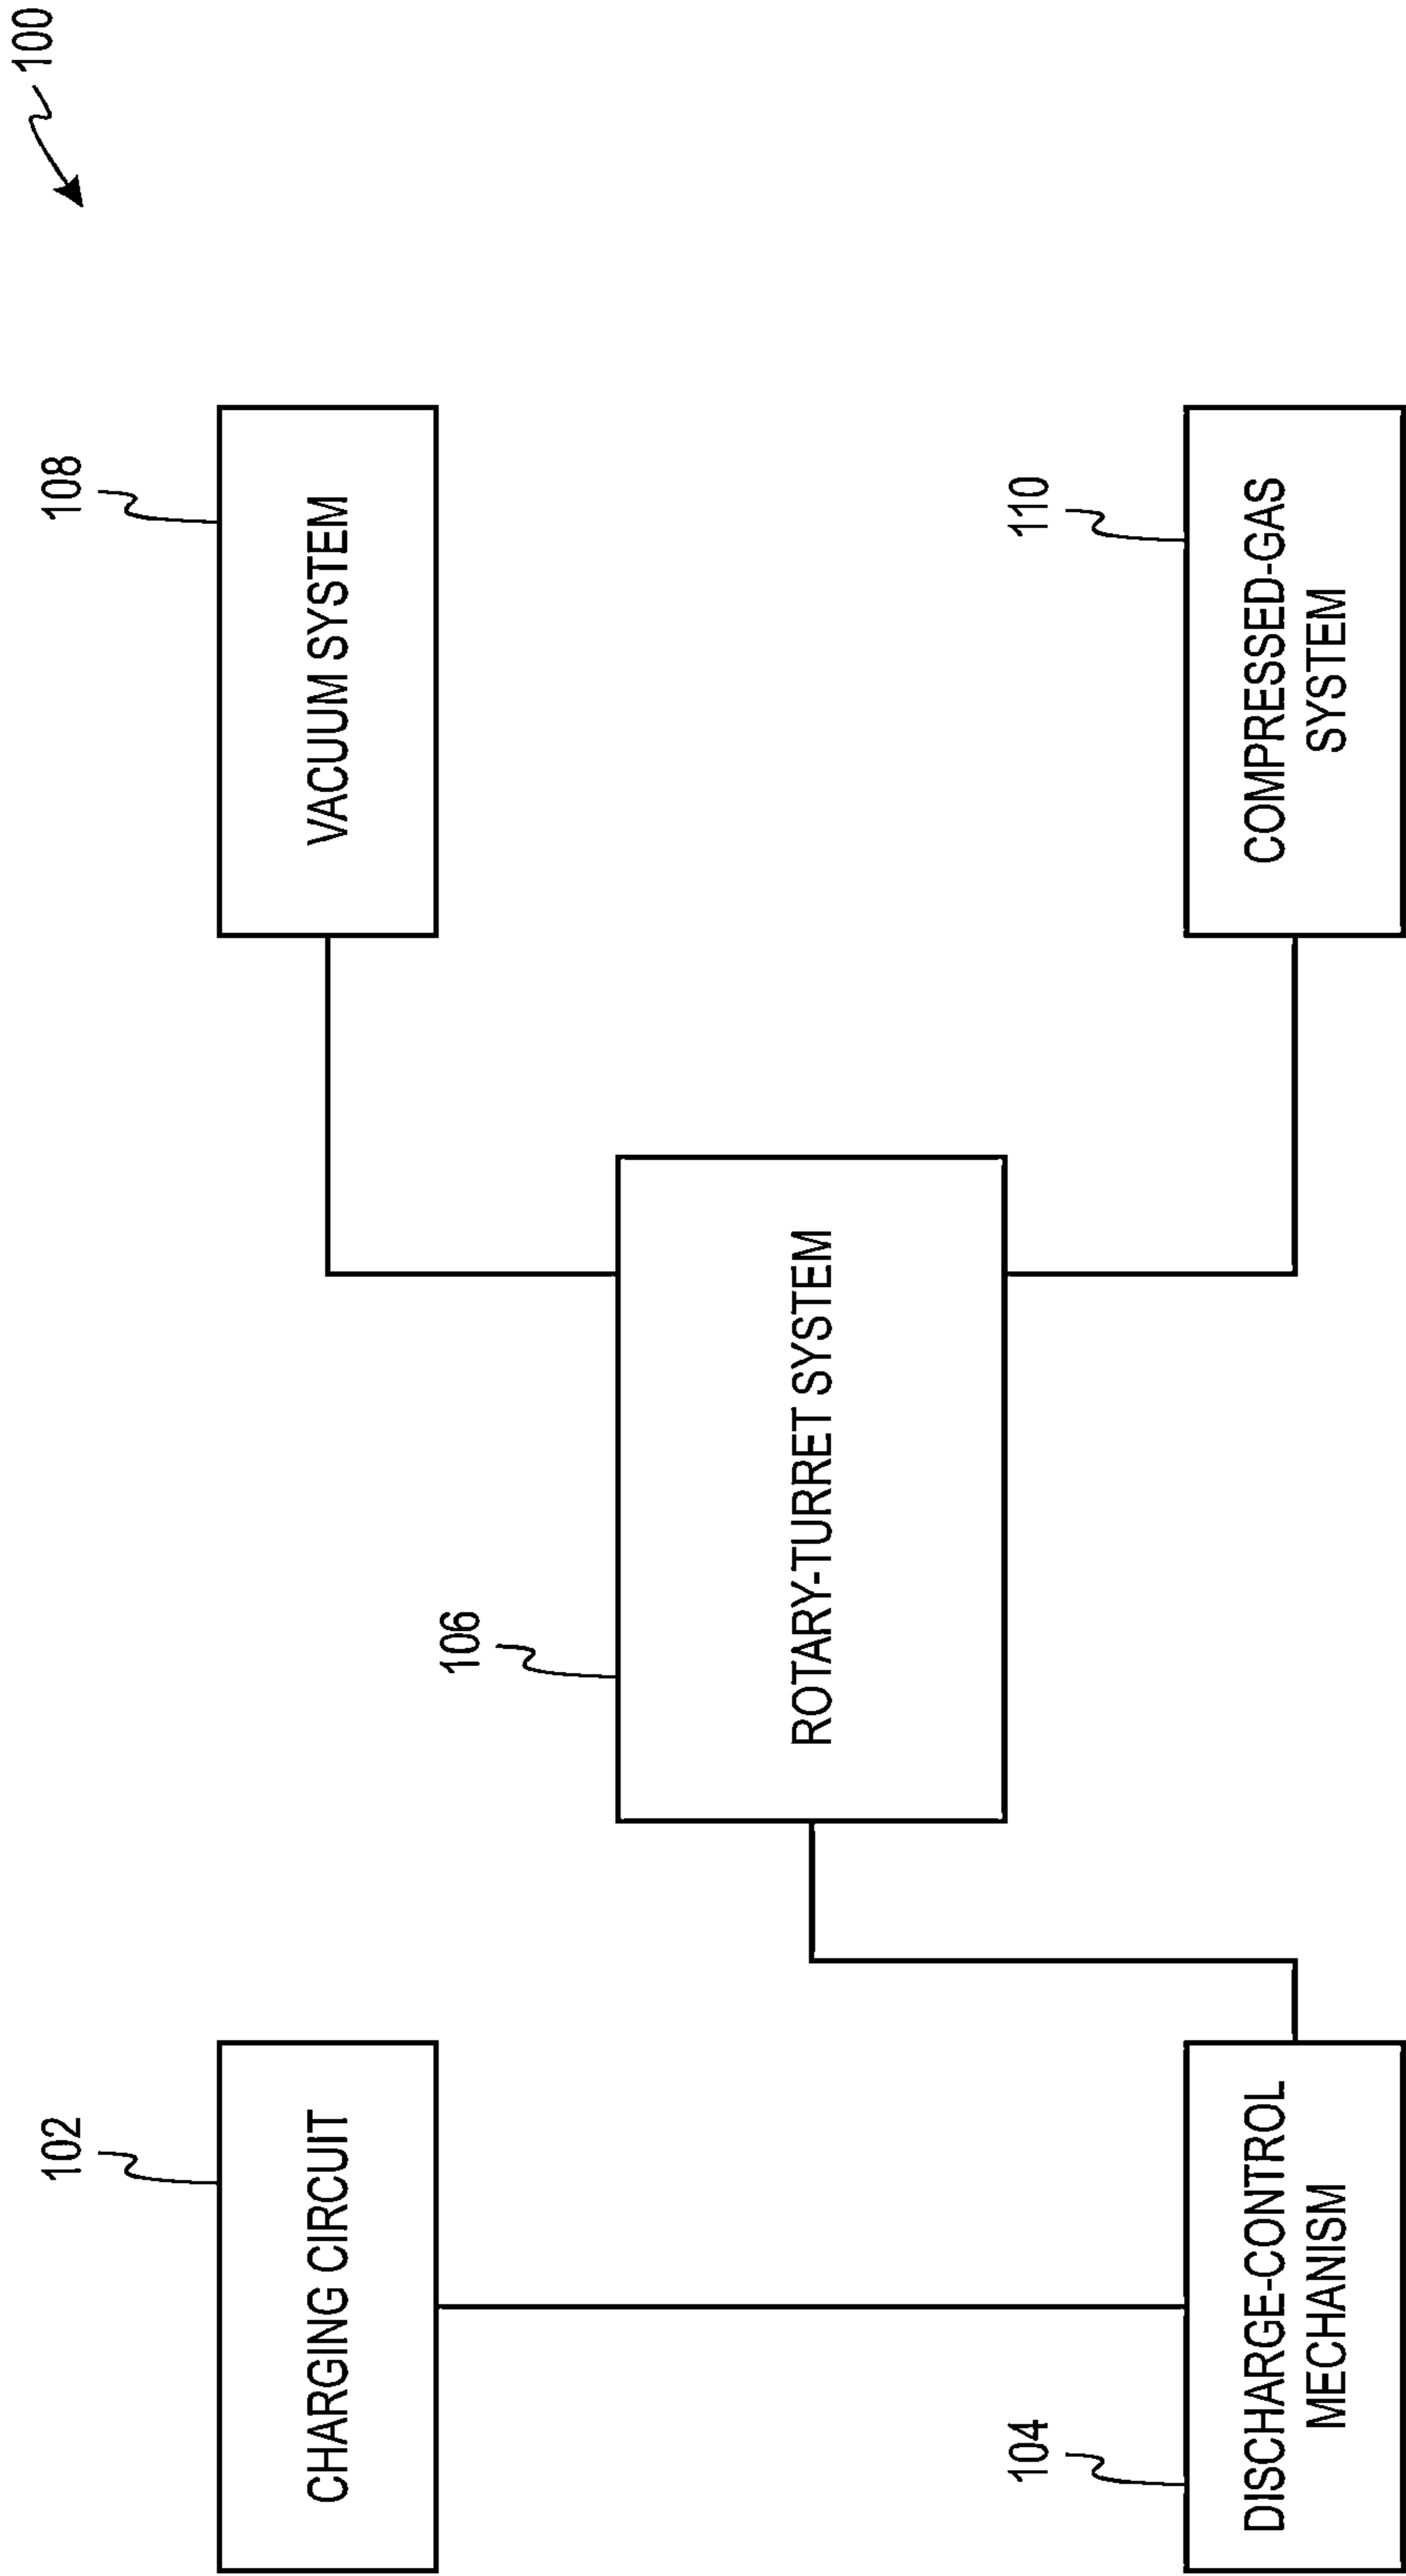 100
102
CHARGING CIRCUIT
108
VACUUM SYSTEM
106
ROTARY-TURRET SYSTEM
104
DISCHARGE-CONTROL
MECHANISM
110
COMPRESSED-GAS
SYSTEM